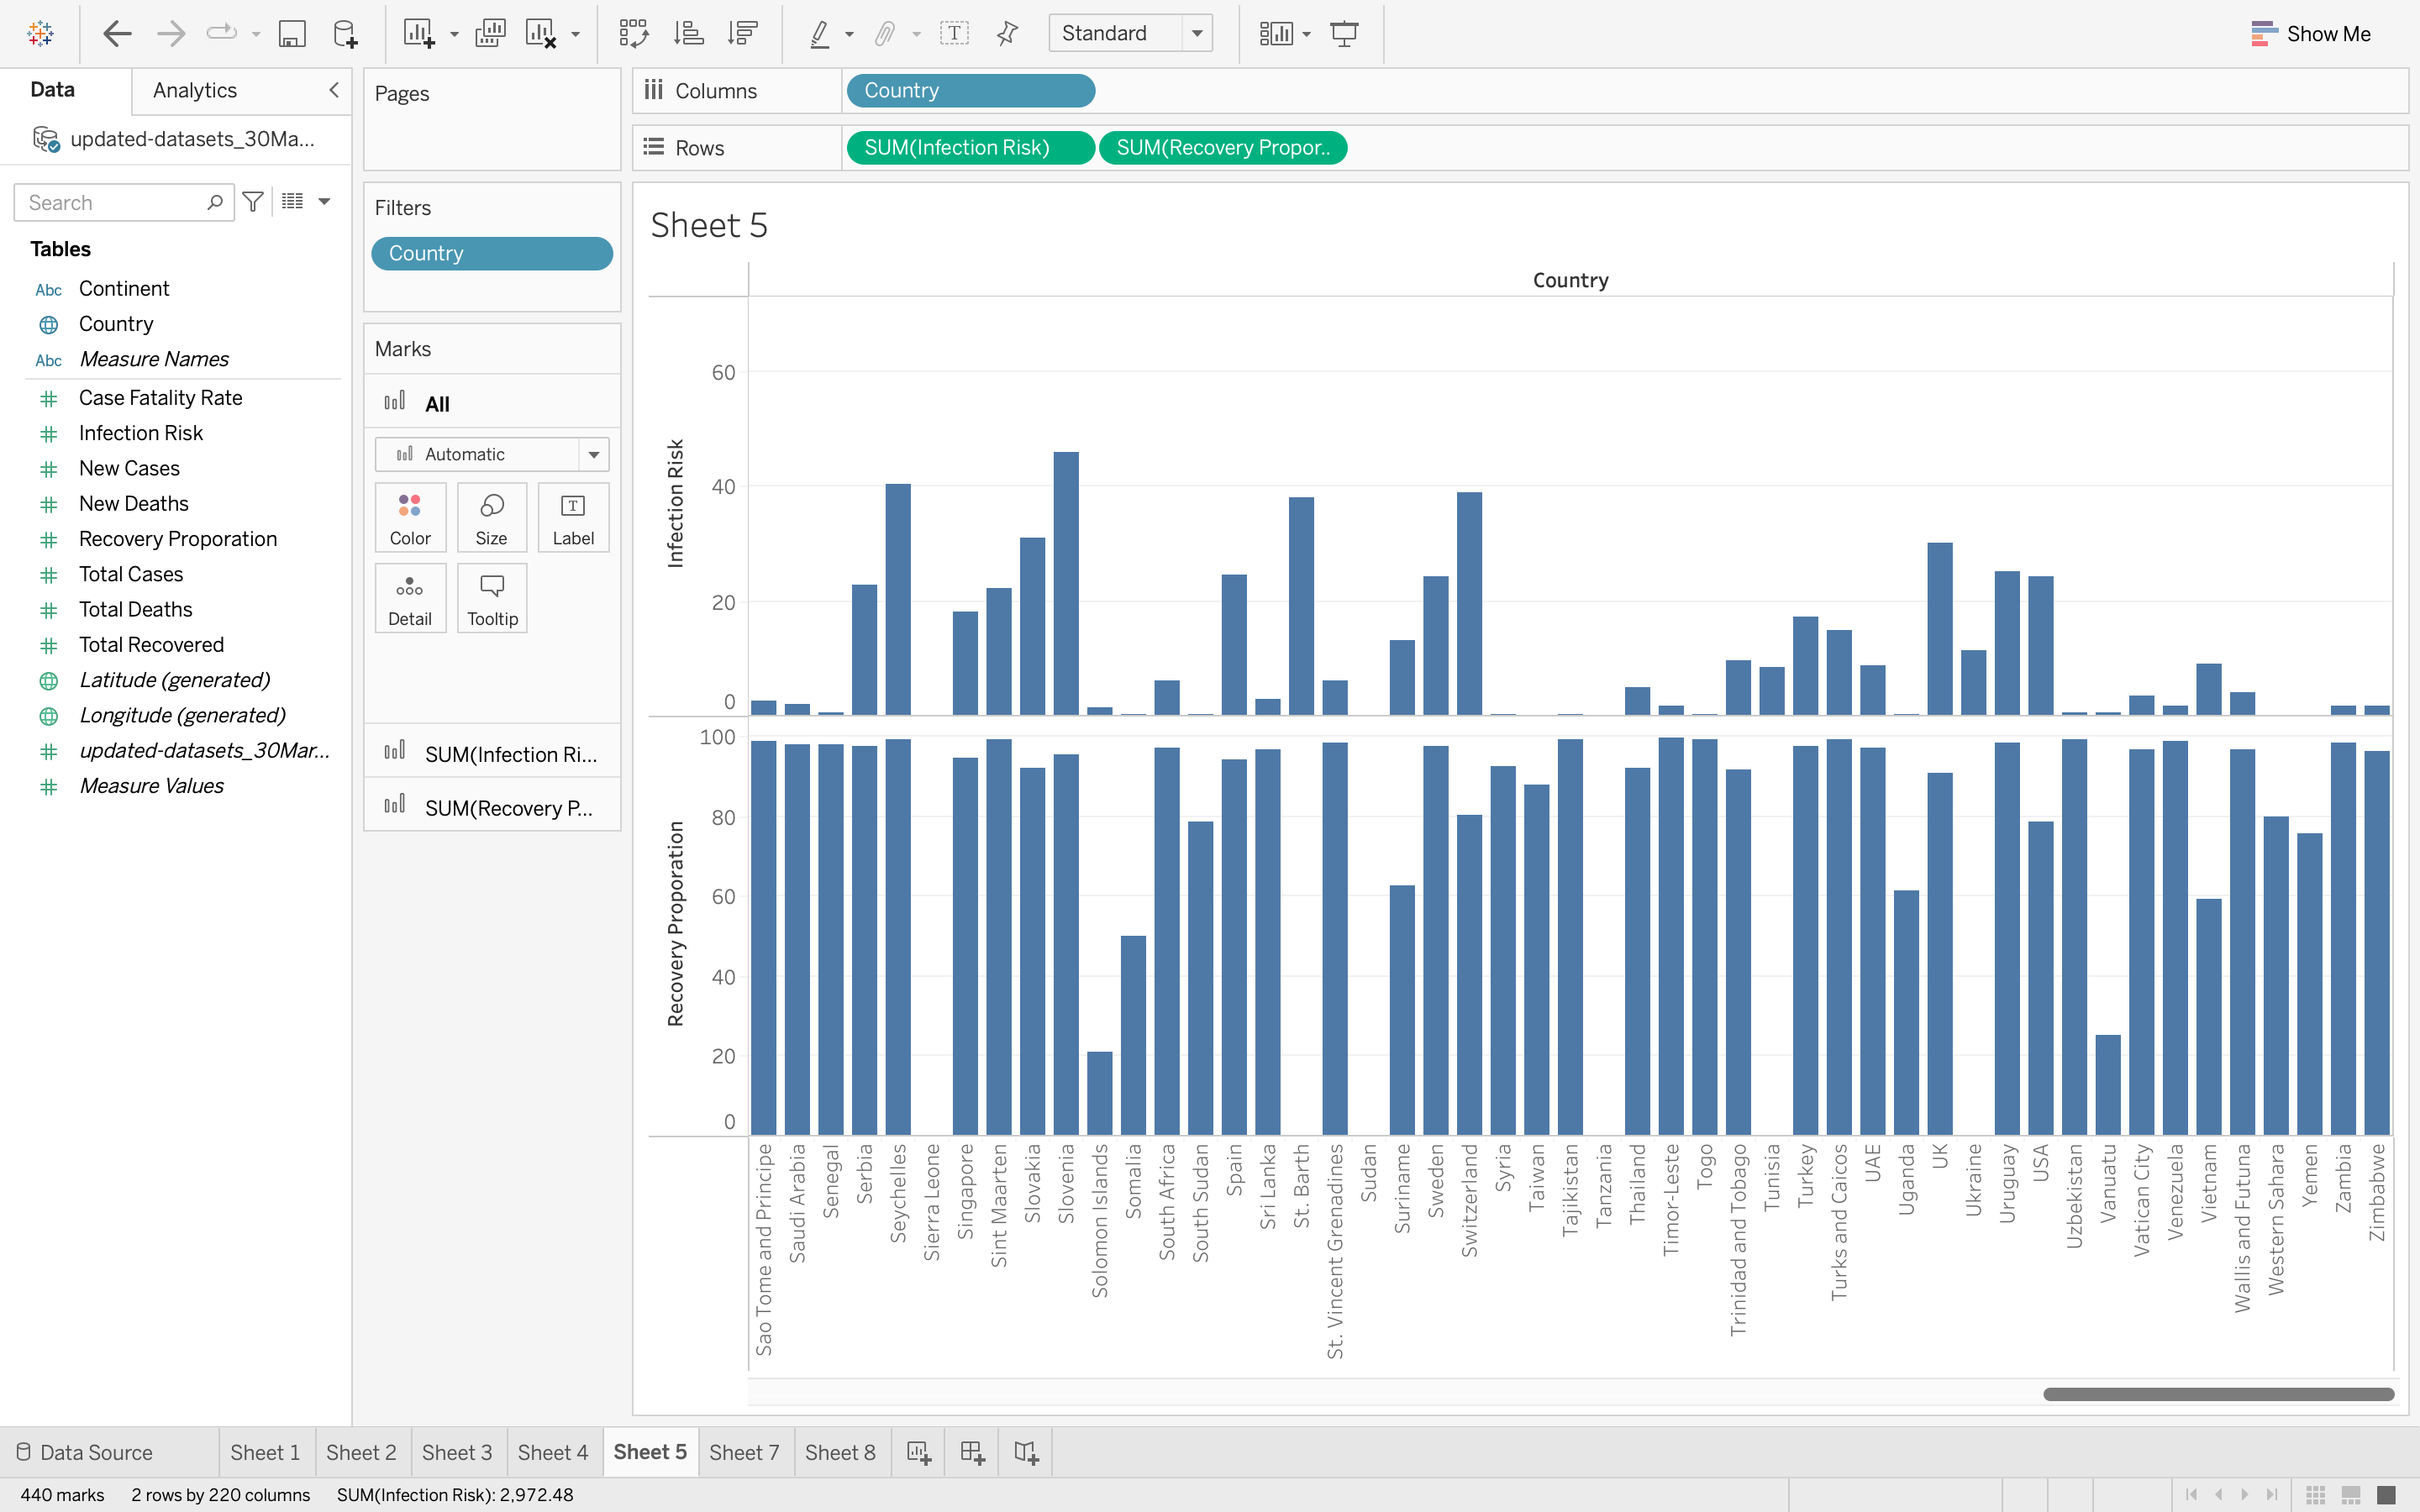 Standard
Show Me
Data
Analytics
updated-datasets_30Ma...
Search
Tables
Abc Continent
Country
Abc Measure Names
Case Fatality Rate
Infection Risk
New Cases
New Deaths
Recovery Proporation
Total Cases
Total Deaths
Total Recovered
Latitude (generated)
Longitude (generated)
updated-datasets_30Mar...
Measure Values
Pages
Filters
Country
Marks
All
Automatic
Color
Size
Label
Detail
Tooltip
SUM(Infection Ri...
SUM(Recovery P...
Columns
Country
Rows
SUM(Infection Risk)
SUM(Recovery Propor..
Sheet 5
Country
Infection Risk
60
40
20
0
Recovery Proporation
100
80
60
40
20
0
Sao Tome and Principe
Saudi Arabia
Senegal
Serbia
Seychelles
Sierra Leone
Singapore
Sint Maarten
Slovakia
Slovenia
Solomon Islands
Somalia
South Africa
South Sudan
Spain
Sri Lanka
St. Barth
St. Vincent Grenadines
Sudan
Suriname
Sweden
Switzerland
Syria
Taiwan
Tajikistan
Tanzania
Thailand
Timor-Leste
Togo
Trinidad and Tobago
Tunisia
Turkey
Turks and Caicos
UAE
Uganda
UK
Ukraine
Uruguay
USA
Uzbekistan
Vanuatu
Vatican City
Venezuela
Vietnam
Wallis and Futuna
Western Sahara
Yemen
Zambia
Zimbabwe
Data Source
Sheet 1
Sheet 2
Sheet 3
Sheet 4
Sheet 5
Sheet 7
Sheet 8
440 marks
2 rows by 220 columns
SUM(Infection Risk): 2,972.48